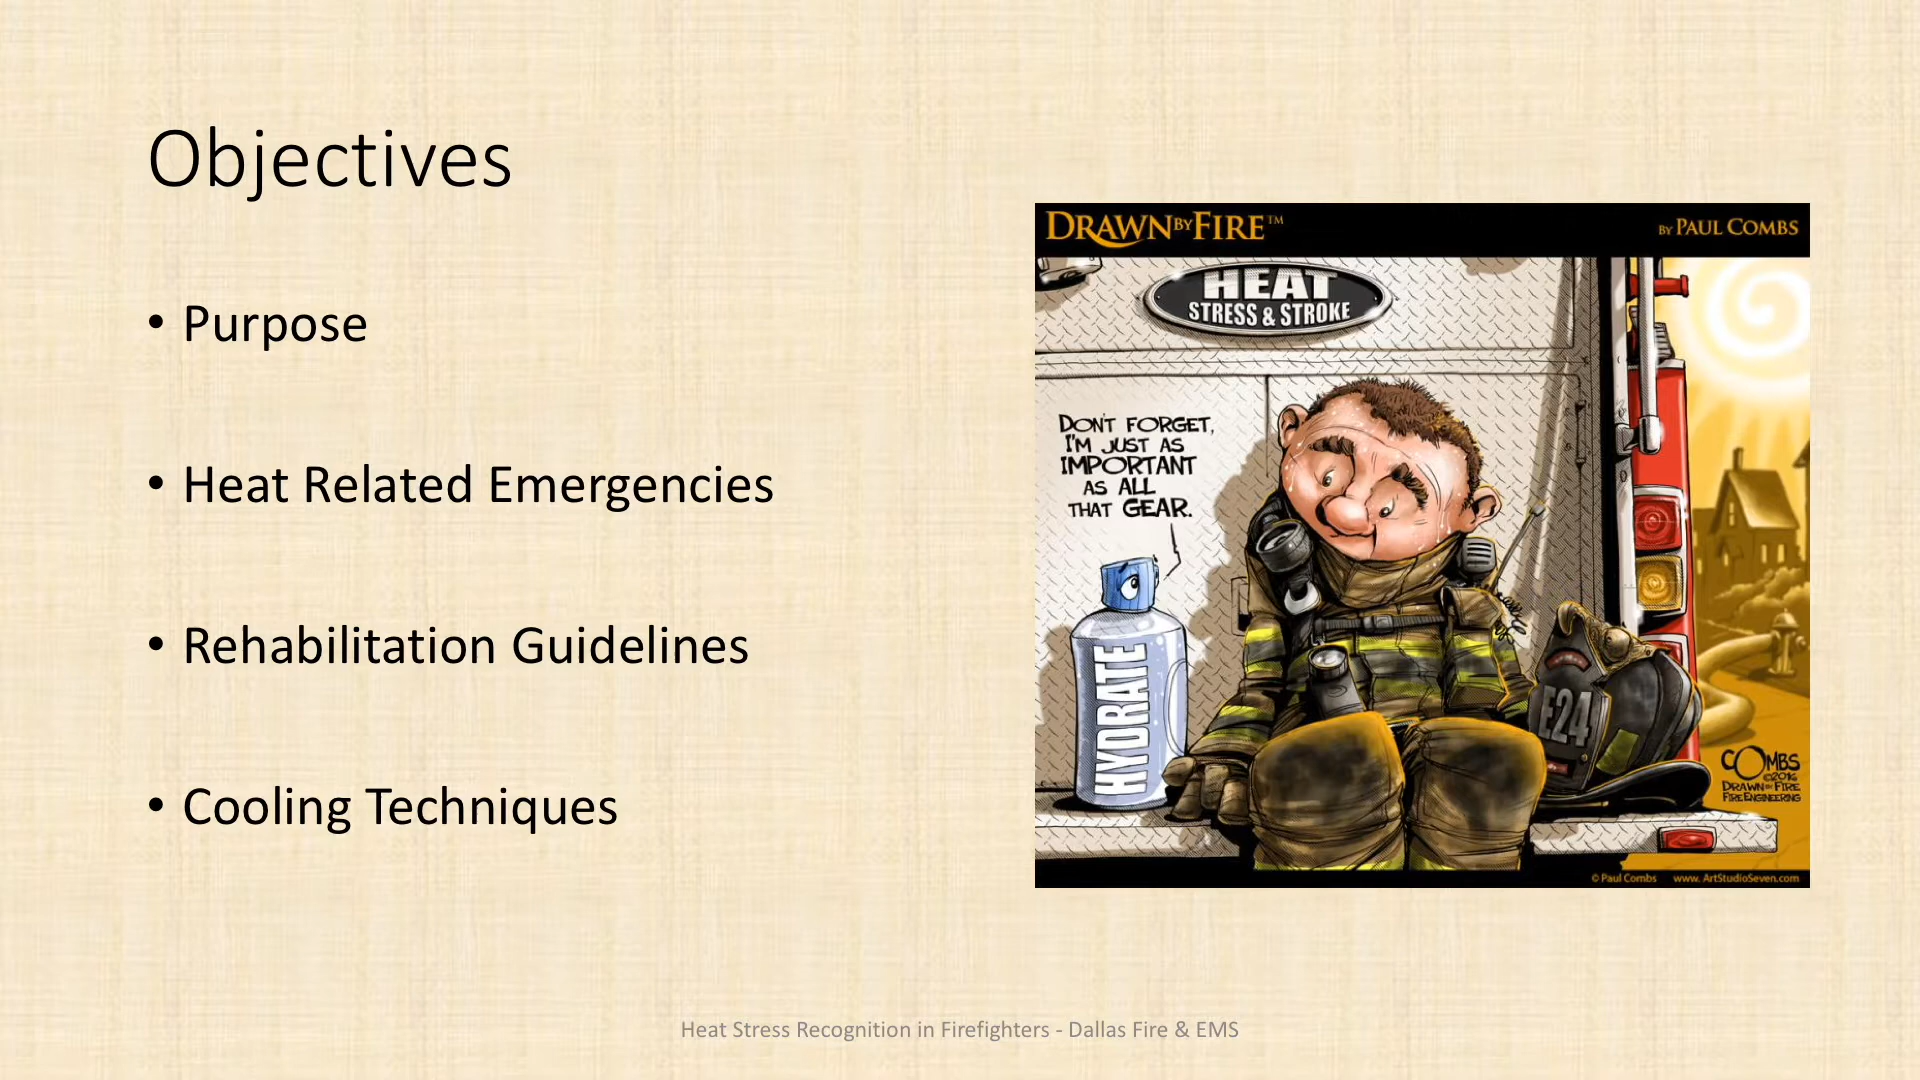 Objectives
• Purpose
• Heat Related Emergencies
• Rehabilitation Guidelines
• Cooling Techniques
DRAWN BY FIRE™
BY PAUL COMBS
HEAT
STRESS & STROKE
DON'T FORGET,
I'M JUST AS
IMPORTANT
AS ALL
THAT GEAR.
HYDRATE
E24
COMBS
©2016
DRAWN BY FIRE
FIRE ENGINEERING
© Paul Combs www. ArtStudioSeven.com
Heat Stress Recognition in Firefighters - Dallas Fire & EMS